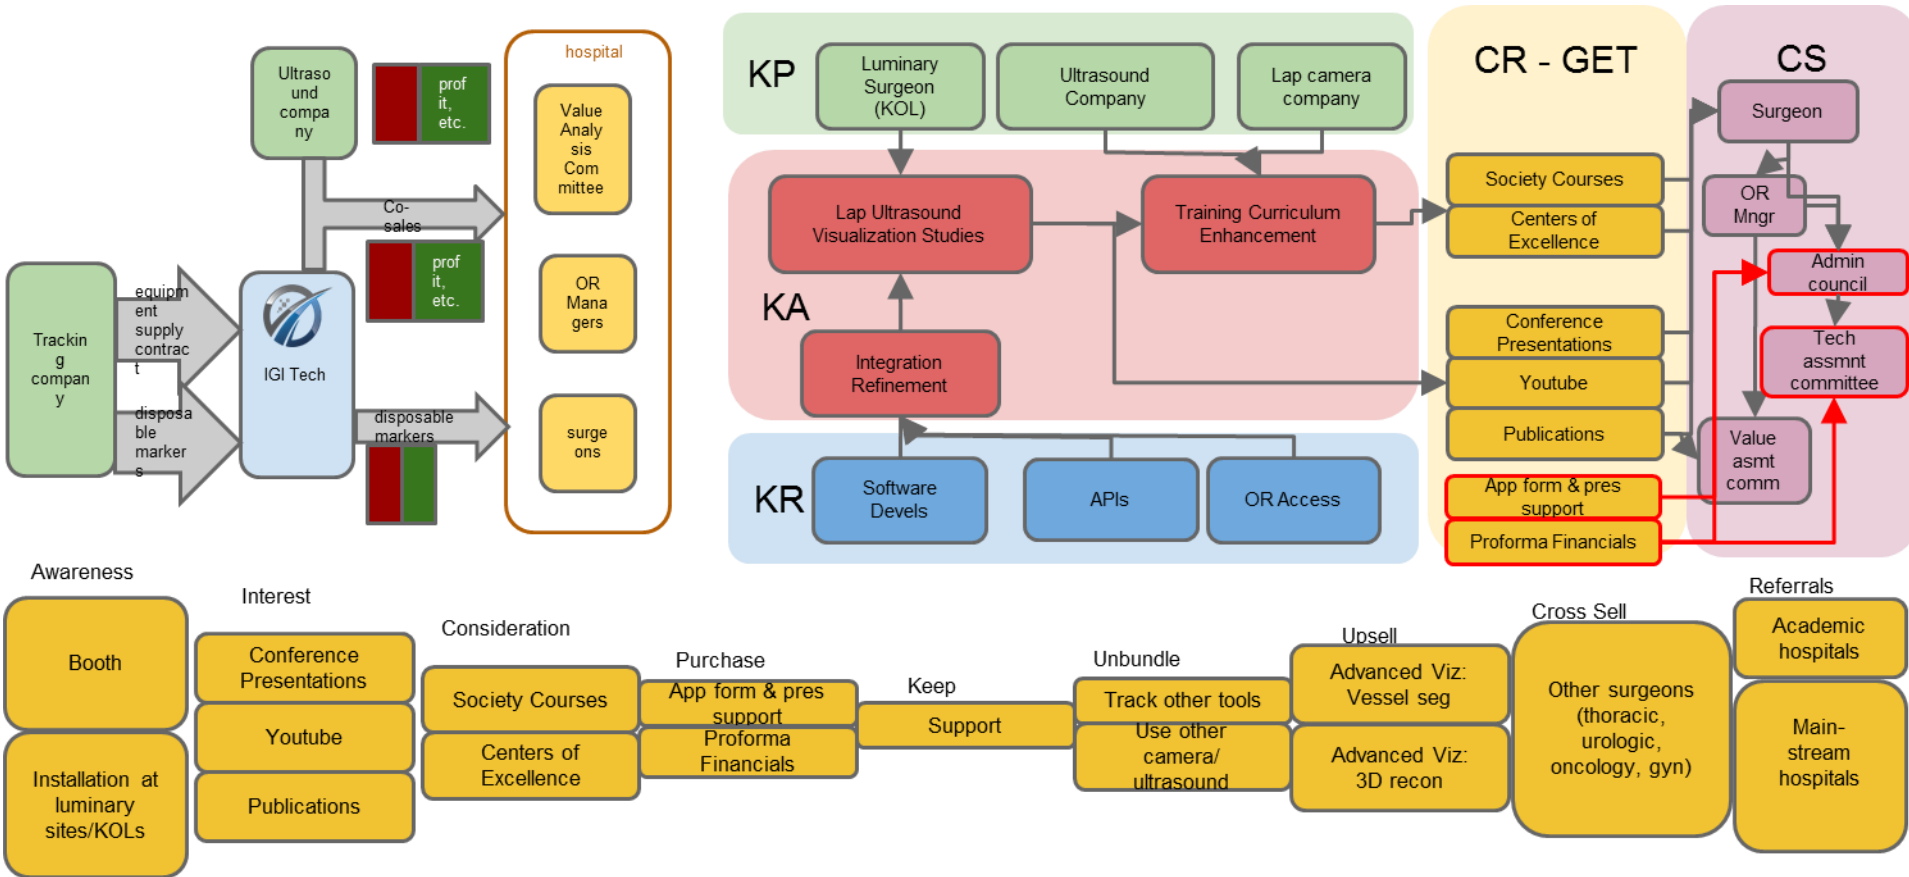 Ultraso
und
compa
ny
prof
it,
etc.
Co-
sales
prof
it,
etc.
Trackin
g
compan
y
equipm
ent
supply
contrac
t
disposa
ble
marker
s
IGI Tech
disposable
markers
hospital
Value
Analy
sis
Com
mittee
OR
Mana
gers
surge
ons
KP
Luminary
Surgeon
(KOL)
Ultrasound
Company
Lap camera
company
KA
Lap Ultrasound
Visualization Studies
Training Curriculum
Enhancement
Integration
Refinement
KR
Software
Devels
APIs
OR Access
CR - GET
Society Courses
Centers of
Excellence
Conference
Presentations
Youtube
Publications
App form & pres
support
Proforma Financials
CS
Surgeon
OR
Mngr
Admin
council
Tech
assmnt
committee
Value
asmt
comm
Awareness
Booth
Installation at
luminary
sites/KOLs
Interest
Conference
Presentations
Youtube
Publications
Consideration
Society Courses
Centers of
Excellence
Purchase
App form & pres
support
Proforma
Financials
Keep
Support
Unbundle
Track other tools
Use other
camera/
ultrasound
Upsell
Advanced Viz:
Vessel seg
Advanced Viz:
3D recon
Cross Sell
Other surgeons
(thoracic,
urologic,
oncology, gyn)
Referrals
Academic
hospitals
Main-
stream
hospitals